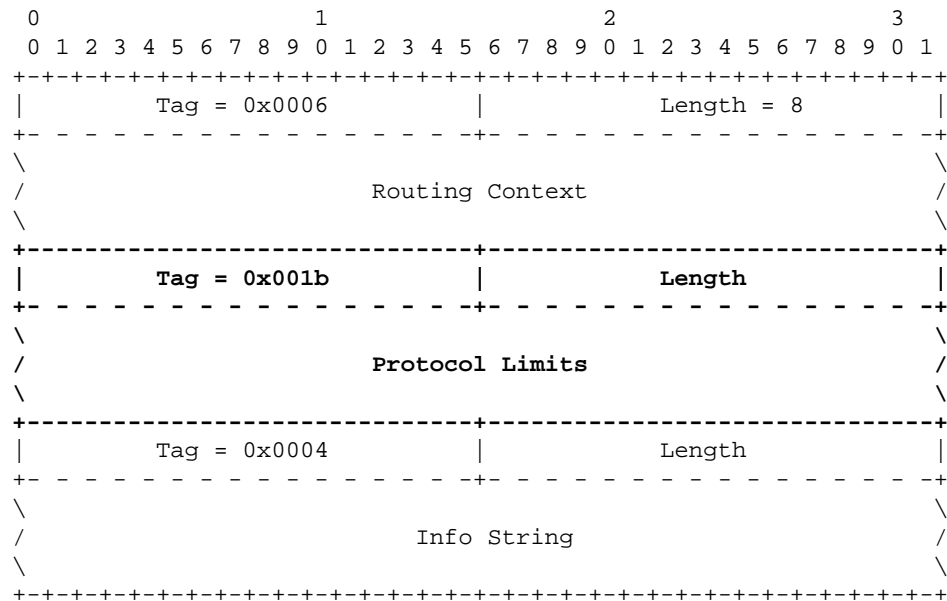 0                   1                   2                   3
 0 1 2 3 4 5 6 7 8 9 0 1 2 3 4 5 6 7 8 9 0 1 2 3 4 5 6 7 8 9 0 1
+-+-+-+-+-+-+-+-+-+-+-+-+-+-+-+-+-+-+-+-+-+-+-+-+-+-+-+-+-+-+-+-+
|         Tag = 0x0006          |            Length = 8         |
+- - - - - - - - - - - - - - - -+- - - - - - - - - - - - - - - -+
\                                                               \
/                        Routing Context                        /
\                                                               \
+-------------------------------+-------------------------------+
|         Tag = 0x001b          |            Length             |
+- - - - - - - - - - - - - - - -+- - - - - - - - - - - - - - - -+
\                                                               \
/                        Protocol Limits                        /
\                                                               \
+-------------------------------+-------------------------------+
|         Tag = 0x0004          |            Length             |
+- - - - - - - - - - - - - - - -+- - - - - - - - - - - - - - - -+
\                                                               \
/                           Info String                         /
\                                                               \
+-+-+-+-+-+-+-+-+-+-+-+-+-+-+-+-+-+-+-+-+-+-+-+-+-+-+-+-+-+-+-+-+